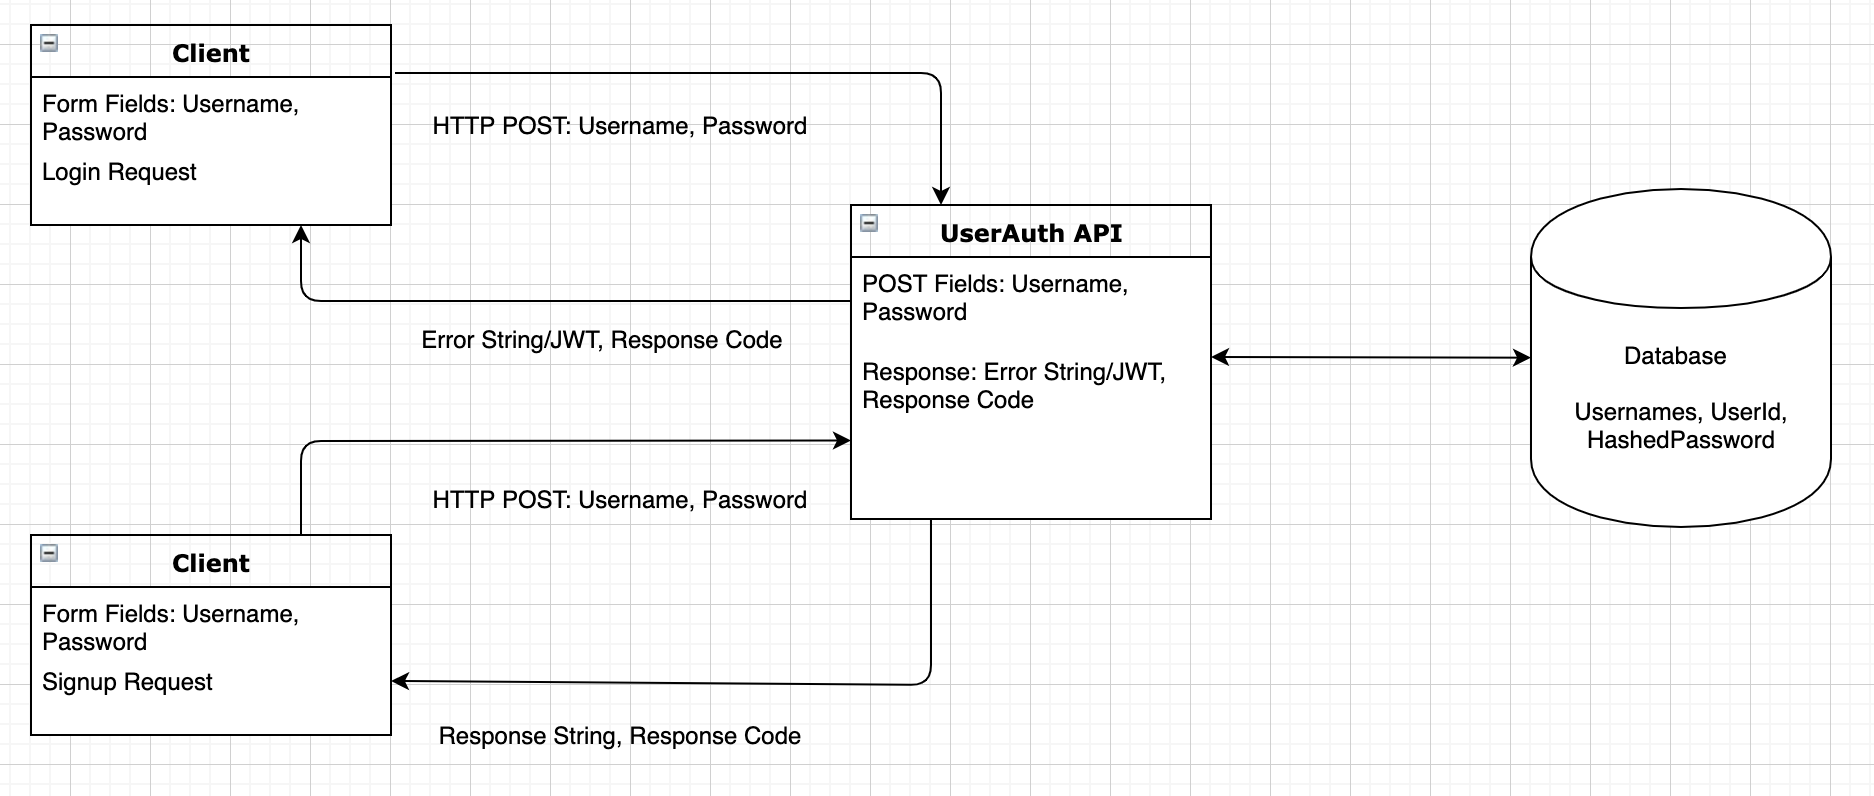 Client
Form Fields: Username,
Password
Login Request
HTTP POST: Username, Password
Error String/JWT, Response Code
UserAuth API
POST Fields: Username,
Password
Response: Error String/JWT,
Response Code
Database
Usernames, UserId,
HashedPassword
HTTP POST: Username, Password
Client
Form Fields: Username,
Password
Signup Request
Response String, Response Code